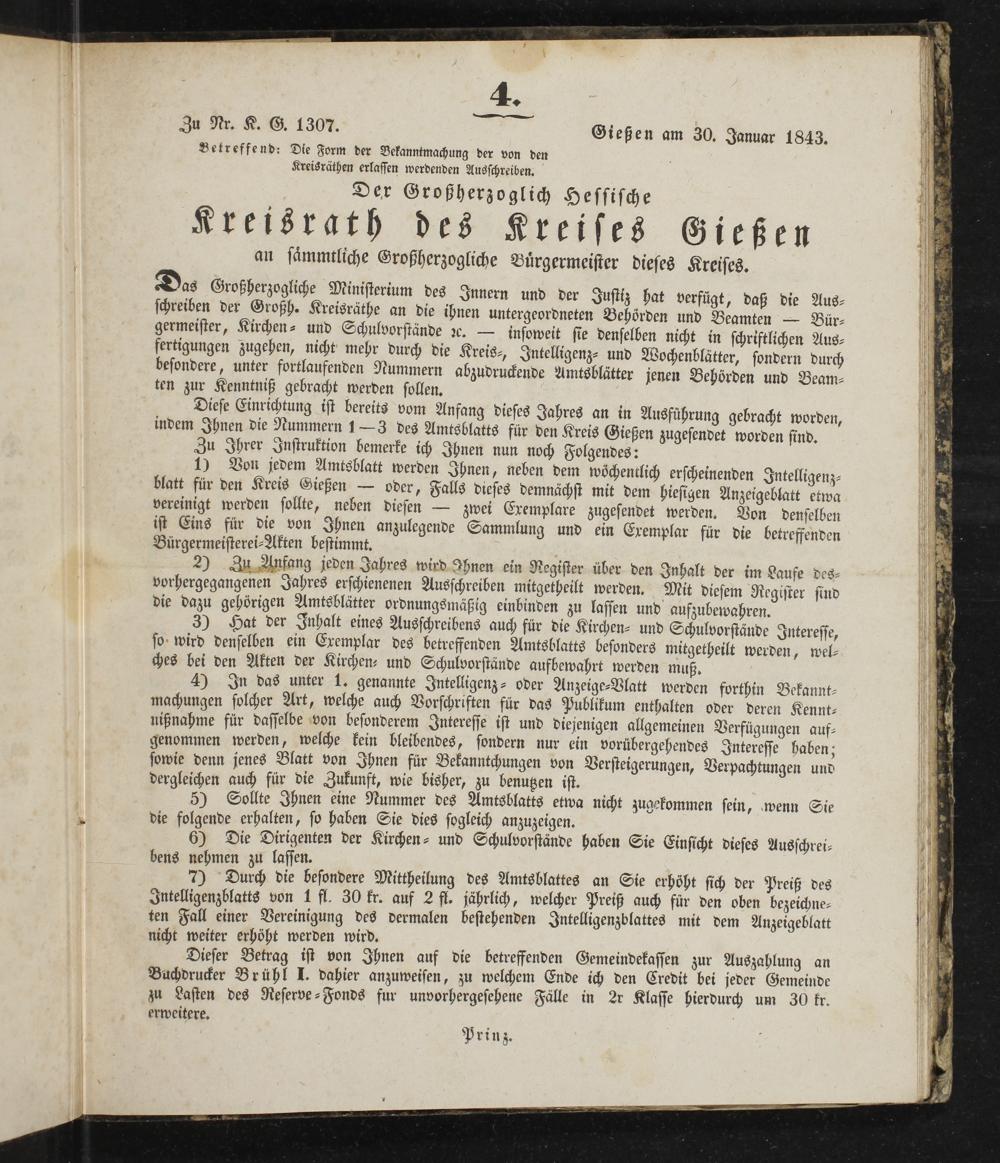 4.
Zu Nr. K. G. 1307.
Gießen am 30. Januar 1843.
Betreffend: Die Form der Bekanntmachung der von den
Kreisräthen erlassen werdenden Ausschreiben.
Der Großherzoglich Hessische
Kreisrath des Kreises Gießen
an sämmtliche Großherzogliche Bürgermeister dieses Kreises.
Das Großherzogliche Ministerium des Innern und der Justiz hat verfügt, daß die Aus-
schreiben der Großh. Kreisräthe an die ihnen untergeordneten Behörden und Beamten — Bür-
germeister, Kirchen- und Schulvorstände ꝛc. — insoweit sie denselben nicht in schriftlichen Aus-
fertigungen zugehen, nicht mehr durch die Kreis-, Intelligenz- und Wochenblätter, sondern durch
besondere, unter fortlaufenden Nummern abzudruckende Amtsblätter jenen Behörden und Beam-
ten zur Kenntniß gebracht werden sollen.
Diese Einrichtung ist bereits vom Anfang dieses Jahres an in Ausführung gebracht worden,
indem Ihnen die Nummern 1—3 des Amtsblatts für den Kreis Gießen zugesendet worden sind.
Zu Ihrer Instruktion bemerke ich Ihnen nun noch Folgendes:
1) Von jedem Amtsblatt werden Ihnen, neben dem wöchentlich erscheinenden Intelligenz-
blatt für den Kreis Gießen — oder, Falls dieses demnächst mit dem hiesigen Anzeigeblatt etwa
vereinigt werden sollte, neben diesen — zwei Exemplare zugesendet werden. Von denselben
ist Eins für die von Ihnen anzulegende Sammlung und ein Exemplar für die betreffenden
Bürgermeisterei-Akten bestimmt.
2) Zu Anfang jeden Jahres wird Ihnen ein Register über den Inhalt der im Laufe des-
vorhergegangenen Jahres erschienenen Ausschreiben mitgetheilt werden. Mit diesem Register sind
die dazu gehörigen Amtsblätter ordnungsmäßig einbinden zu lassen und aufzubewahren.
3) Hat der Inhalt eines Ausschreibens auch für die Kirchen- und Schulvorstände Interesse,
so wird denselben ein Exemplar des betreffenden Amtsblatts besonders mitgetheilt werden, wel-
ches bei den Akten der Kirchen- und Schulvorstände aufbewahrt werden muß.
4) In das unter 1. genannte Intelligenz- oder Anzeige-Blatt werden forthin Bekannt-
machungen solcher Art, welche auch Vorschriften für das Publikum enthalten oder deren Kennt-
nißnahme für dasselbe von besonderem Interesse ist und diejenigen allgemeinen Verfügungen auf-
genommen werden, welche kein bleibendes, sondern nur ein vorübergehendes Interesse haben;
sowie denn jenes Blatt von Ihnen für Bekanntchungen von Versteigerungen, Verpachtungen und
dergleichen auch für die Zukunft, wie bisher, zu benutzen ist.
5) Sollte Ihnen eine Nummer des Amtsblatts etwa nicht zugekommen sein, wenn Sie
die folgende erhalten, so haben Sie dies sogleich anzuzeigen.
6) Die Dirigenten der Kirchen- und Schulvorstände haben Sie Einsicht dieses Ausschrei-
bens nehmen zu lassen.
7) Durch die besondere Mittheilung des Amtsblattes an Sie erhöht sich der Preiß des
Intelligenzblatts von 1 fl. 30 kr. auf 2 fl. jährlich, welcher Preiß auch für den oben bezeichne-
ten Fall einer Vereinigung des dermalen bestehenden Intelligenzblattes mit dem Anzeigeblatt
nicht weiter erhöht werden wird.
Dieser Betrag ist von Ihnen auf die betreffenden Gemeindekassen zur Auszahlung an
Buchdrucker Brühl I. dahier anzuweisen, zu welchem Ende ich den Credit bei jeder Gemeinde
zu Lasten des Reserve-Fonds fur unvorhergesehene Fälle in 2r Klasse hierdurch um 30 kr.
erweitere.
Prinz.